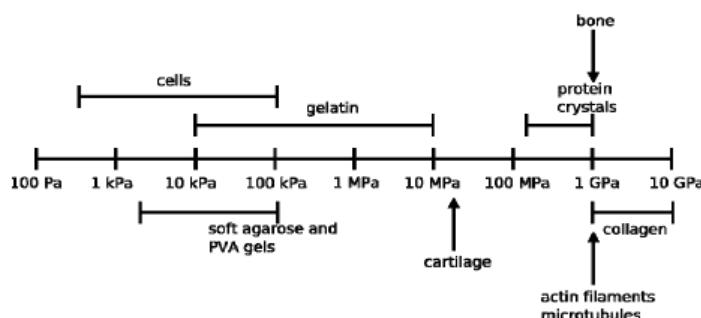 bone
cells
protein
crystals
gelatin
100 Pa 1 kPa 10 kPa 100 kPa 1 MPa 10 MPa 100 MPa 1 GPa 10 GPa
soft agarose and
PVA gels
collagen
cartilage
actin filaments
microtubules